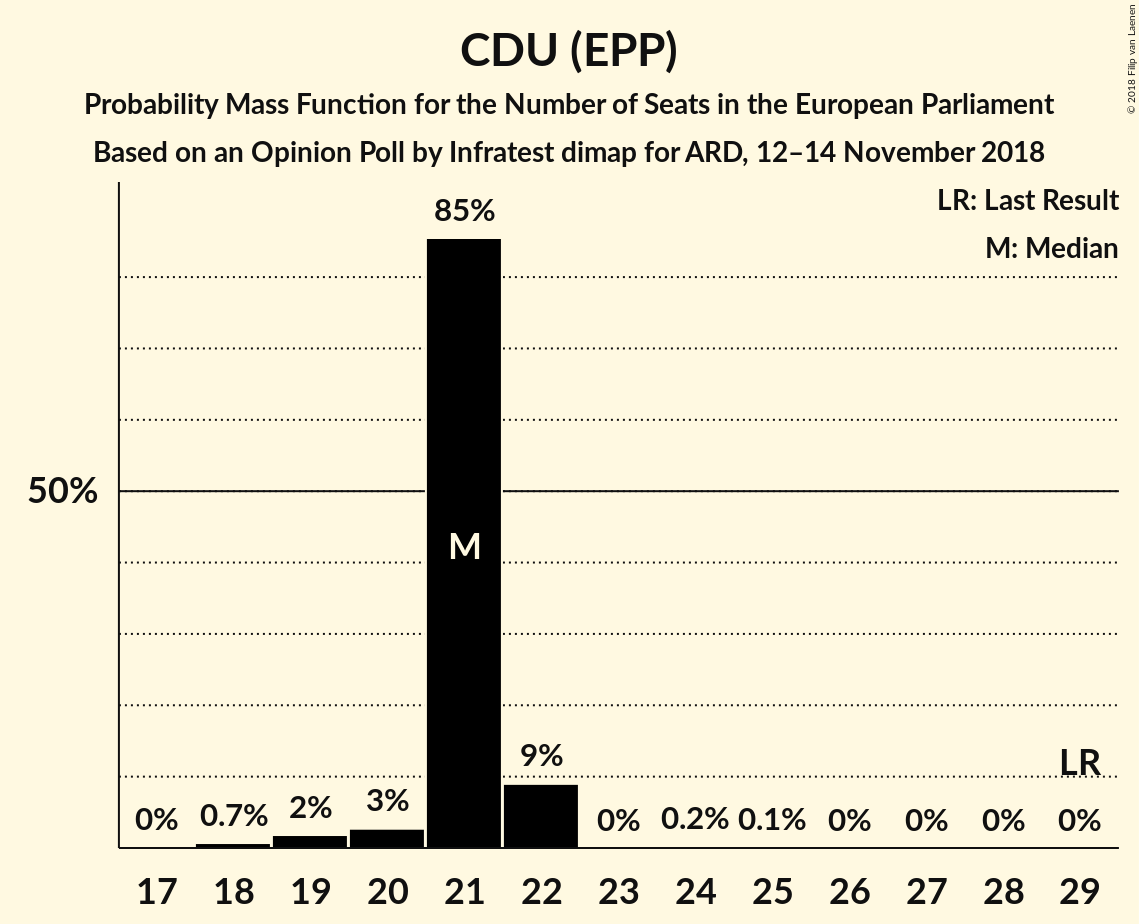 CDU (EPP)
Probability Mass Function for the Number of Seats in the European Parliament
Based on an Opinion Poll by Infratest dimap for ARD, 12–14 November 2018
© 2018 Filip van Laenen
LR: Last Result
M: Median
85%
50%
M
9%
LR
0% 0.7% 2% 3% 0% 0.2% 0.1% 0% 0% 0% 0%
17 18 19 20 21 22 23 24 25 26 27 28 29